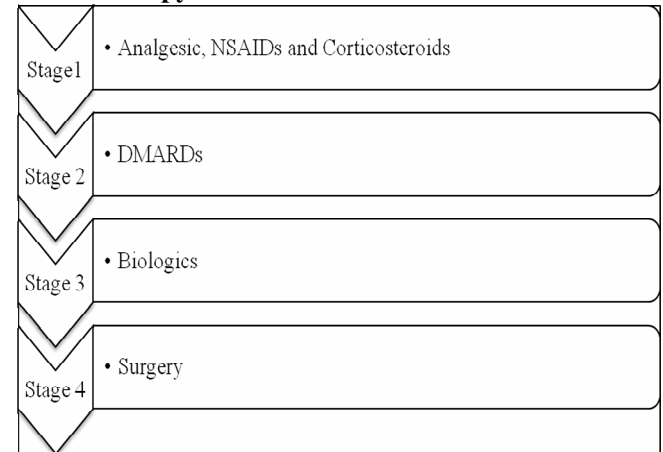 Stage1
• Analgesic, NSAIDs and Corticosteroids
Stage 2
• DMARDs
Stage 3
• Biologics
Stage 4
• Surgery